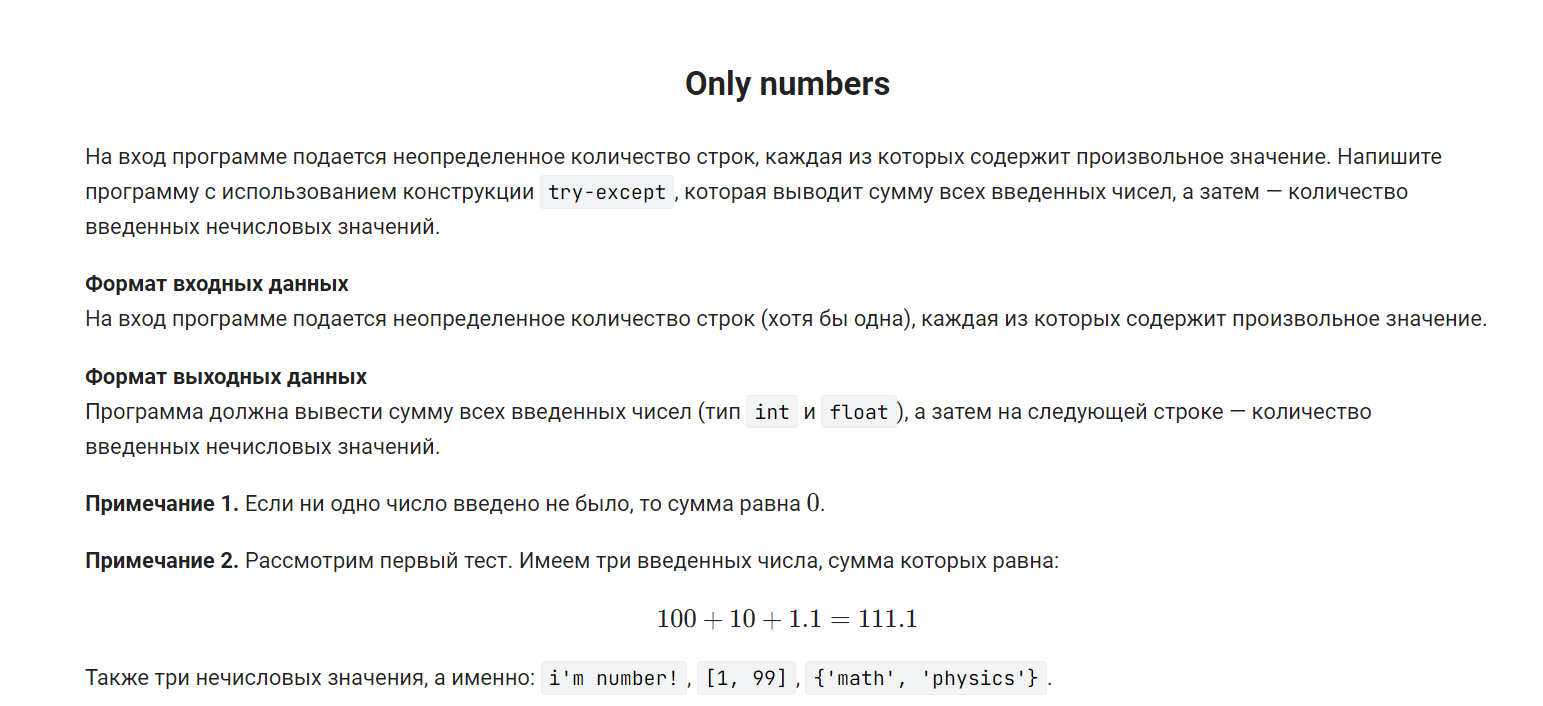 Only numbers
На вход программе подается неопределенное количество строк, каждая из которых содержит произвольное значение. Напишите
программу с использованием конструкции try-except, которая выводит сумму всех введенных чисел, а затем — количество
введенных нечисловых значений.
Формат входных данных
На вход программе подается неопределенное количество строк (хотя бы одна), каждая из которых содержит произвольное значение.
Формат выходных данных
Программа должна вывести сумму всех введенных чисел (тип int и float), а затем на следующей строке — количество
введенных нечисловых значений.
Примечание 1. Если ни одно число введено не было, то сумма равна 0.
Примечание 2. Рассмотрим первый тест. Имеем три введенных числа, сумма которых равна:
100 + 10 + 1.1 = 111.1
Также три нечисловых значения, а именно: i'm number!, [1, 99], {'math', 'physics'}.